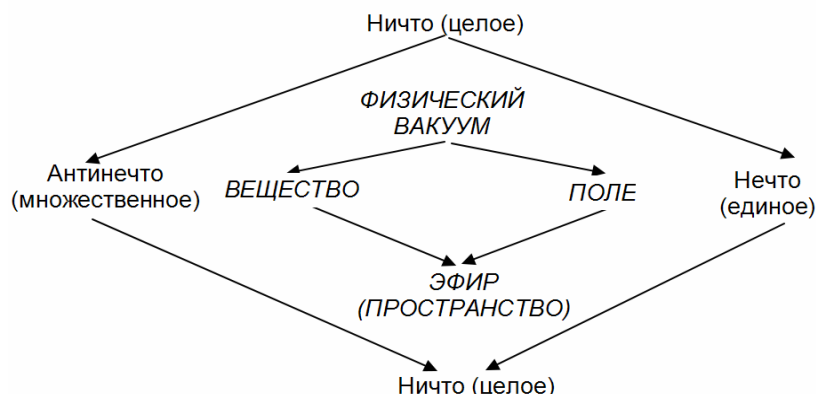 Ничто (целое)
ФИЗИЧЕСКИЙ
ВАКУУМ
Антинечто
(множественное)
ВЕЩЕСТВО
ПОЛЕ
Нечто
(единое)
ЭФИР
(ПРОСТРАНСТВО)
Ничто (целое)